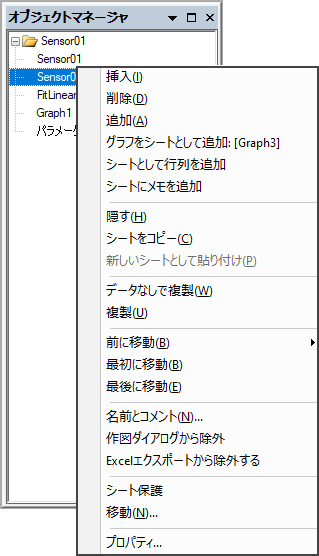 オブジェクトマネージャ
Sensor01
Sensor01
Sensor0
FitLinear
Graph1
パラメータ
挿入(I)
削除(D)
追加(A)
グラフをシートとして追加: [Graph3]
シートとして行列を追加
シートにメモを追加
隠す(H)
シートをコピー(C)
新しいシートとして貼り付け(P)
データなしで複製(W)
複製(U)
前に移動(B)
最初に移動(B)
最後に移動(E)
名前とコメント(N)...
作図ダイアログから除外
Excelエクスポートから除外する
シート保護
移動(N)...
プロパティ...